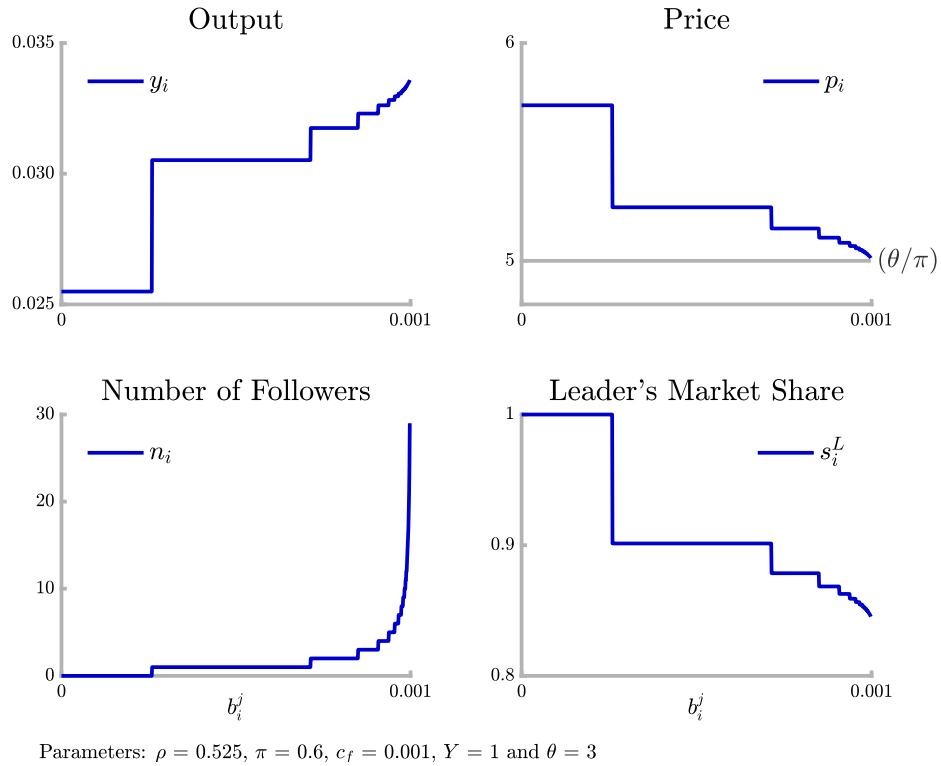 Output
0.035
0.030
0.025
y_i
0
0.001
Price
6
5
p_i
(θ/π)
0
0.001
Number of Followers
30
20
10
0
n_i
0
0.001
b_i^j
Leader's Market Share
1
0.9
0.8
s_i^L
0
0.001
b_i^j
Parameters: ρ = 0.525, π = 0.6, c_f = 0.001, Y = 1 and θ = 3